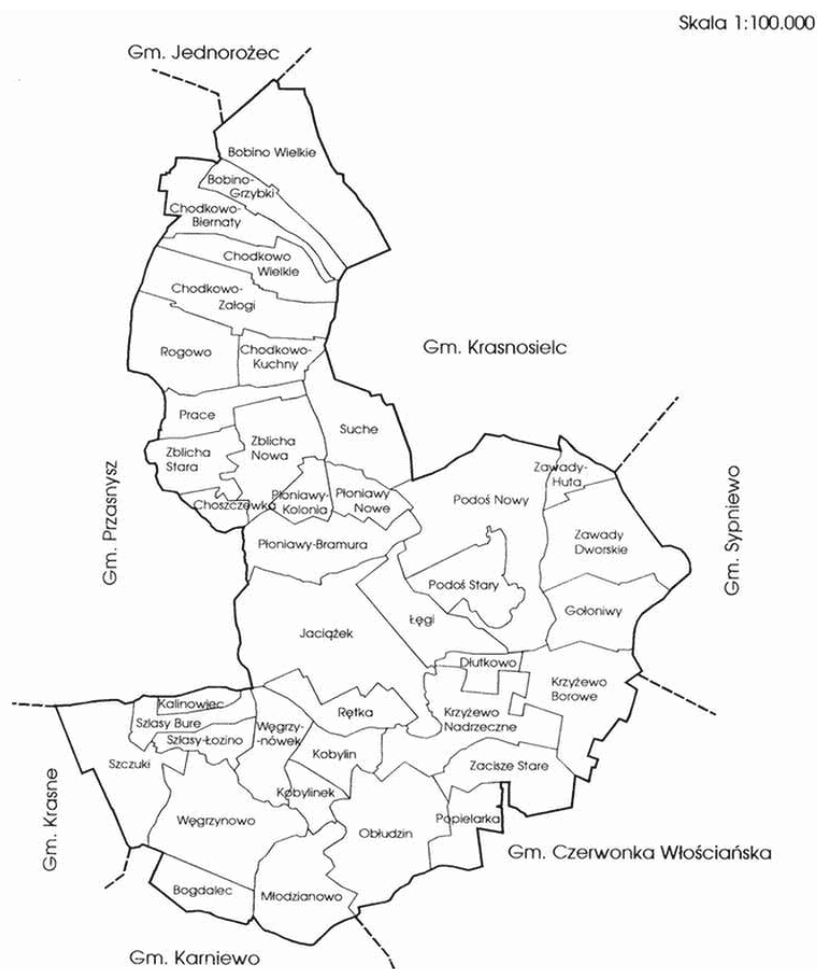 Skala 1:100.000
Gm. Jednorożec
Bobino Wielkie
Bobino-
Grzybki
Chodkowo-
Biernaty
Chodkowo
Wielkie
Chodkowo-
Załogi
Gm. Krasnosielc
Rogowo
Chodkowo-
Kuchny
Prace
Suche
Zblicha
Nowa
Zblicha
Stara
Gm. Przasnysz
Choszczewka
Płoniawy-
Kolonia
Płoniawy
Nowe
Podoś Nowy
Zawady-
Huta
Gm. Sypniewo
Zawady
Dworskie
Płoniawy-Bramura
Podoś Stary
Gołoniwy
Łęgi
Jaciążek
Dłutkowo
Krzyżewo
Borowe
Kalinowiec
Szlasy Bure
Szlasy-Łozino
Węgrzy-
-nówek
Rętka
Krzyżewo
Nadrzeczne
Kobylin
Szczuki
Zacisze Stare
Gm. Krasne
Kobylinek
Węgrzynowo
Obłudzin
Popielarka
Gm. Czerwonka Włościańska
Bogdalec
Młodzianowo
Gm. Karniewo